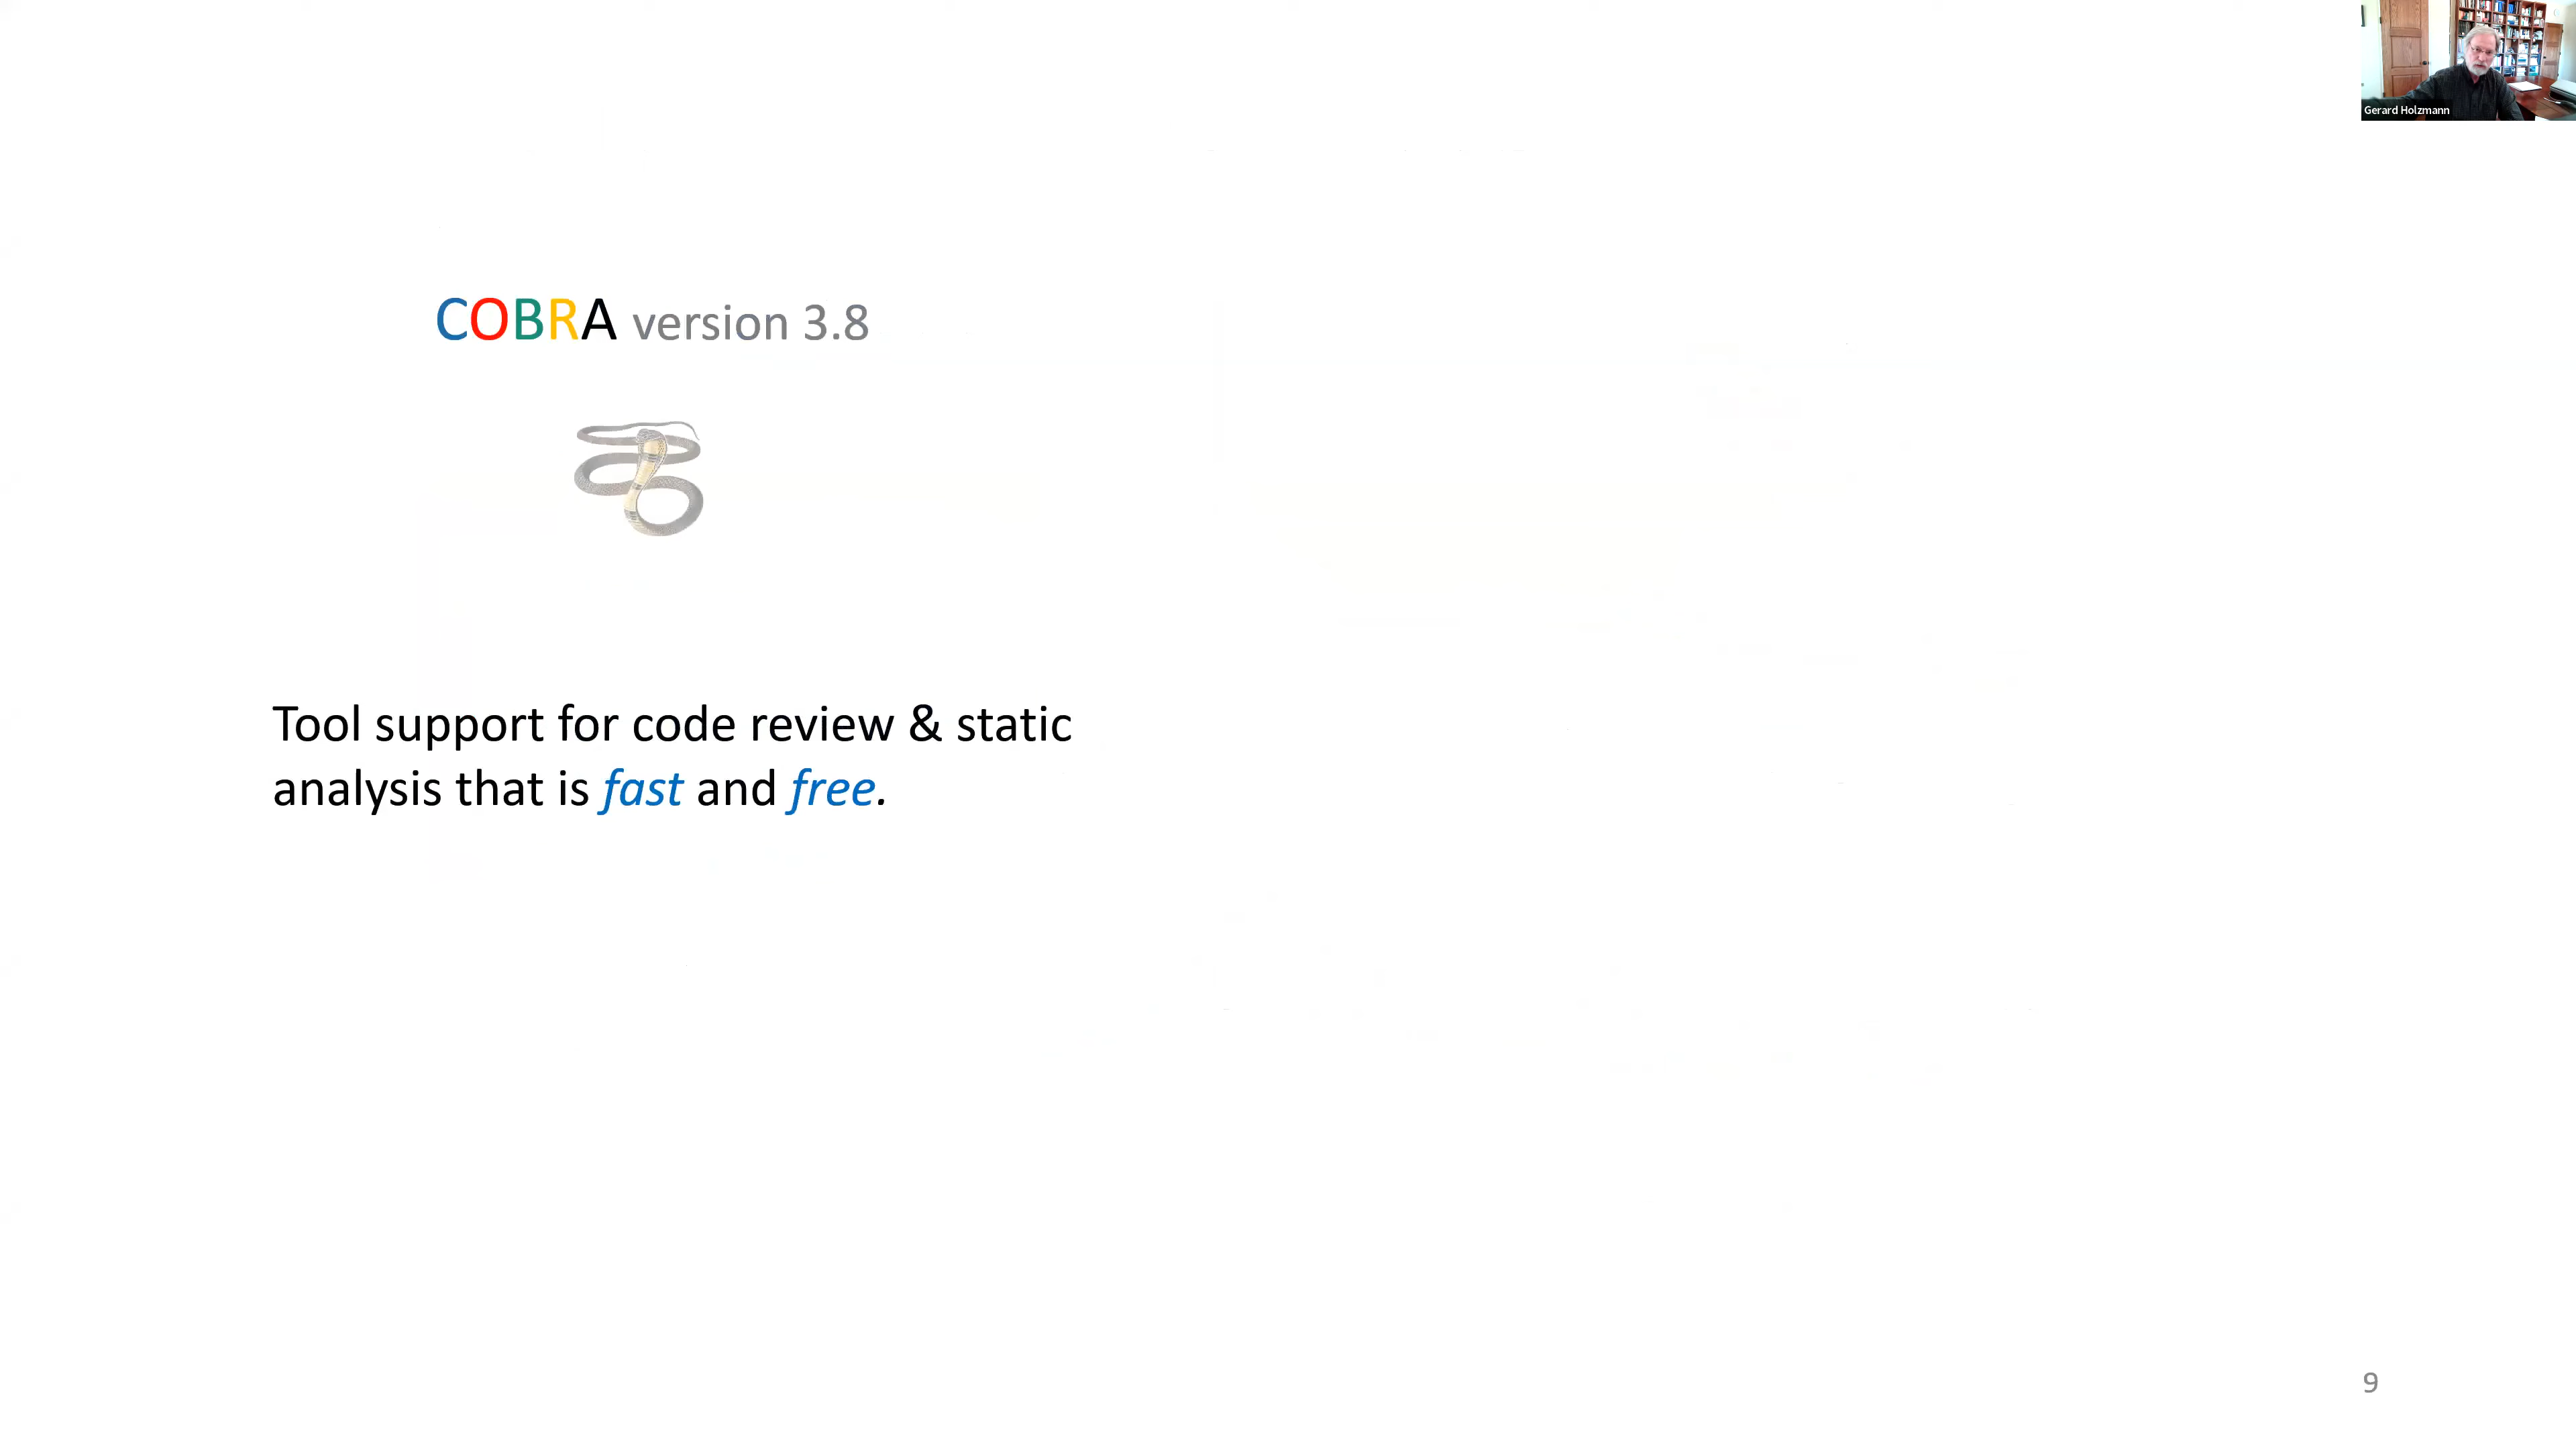 Gerard Holzmann
COBRA version 3.8
Tool support for code review & static
analysis that is fast and free.
9